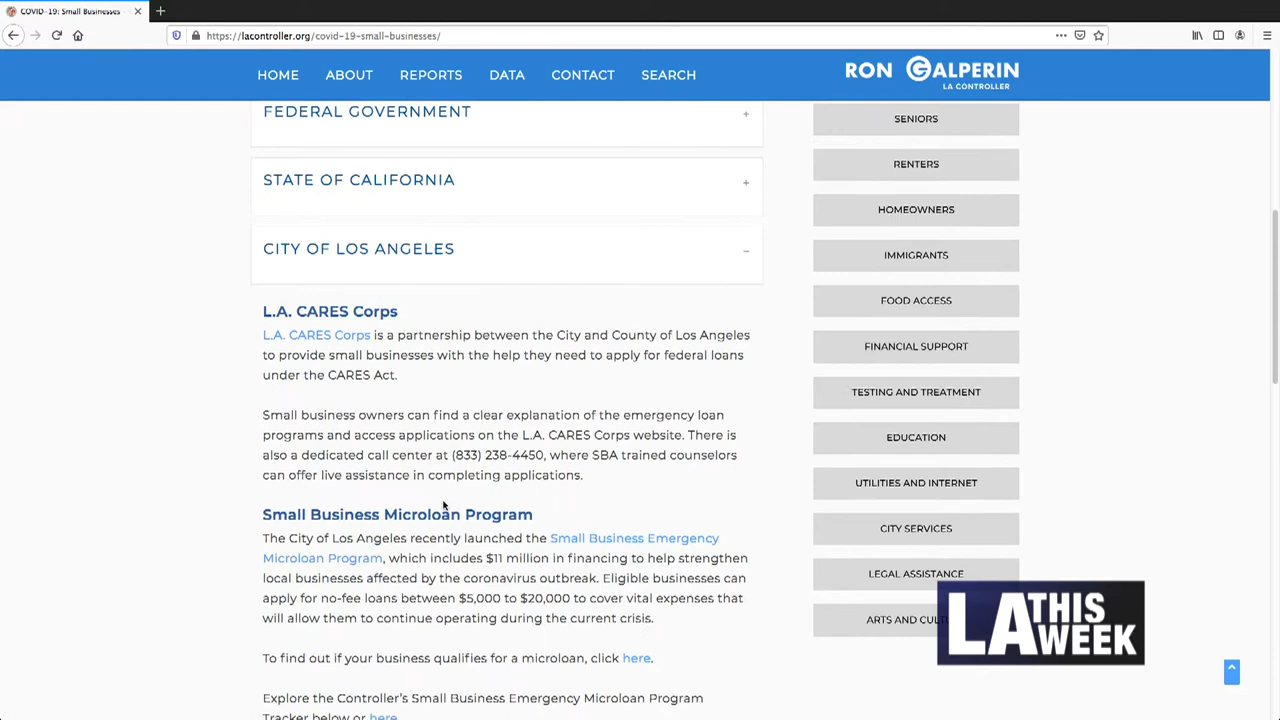 COVID-19: Small Businesses
https://lacontroller.org/covid-19-small-businesses/
HOME ABOUT REPORTS DATA CONTACT SEARCH
RON GALPERIN
LA CONTROLLER
FEDERAL GOVERNMENT +
STATE OF CALIFORNIA +
CITY OF LOS ANGELES –
L.A. CARES Corps
L.A. CARES Corps is a partnership between the City and County of Los Angeles
to provide small businesses with the help they need to apply for federal loans
under the CARES Act.
Small business owners can find a clear explanation of the emergency loan
programs and access applications on the L.A. CARES Corps website. There is
also a dedicated call center at (833) 238-4450, where SBA trained counselors
can offer live assistance in completing applications.
Small Business Microloan Program
The City of Los Angeles recently launched the Small Business Emergency
Microloan Program, which includes $11 million in financing to help strengthen
local businesses affected by the coronavirus outbreak. Eligible businesses can
apply for no-fee loans between $5,000 to $20,000 to cover vital expenses that
will allow them to continue operating during the current crisis.
To find out if your business qualifies for a microloan, click here.
Explore the Controller's Small Business Emergency Microloan Program
Tracker below or here
SENIORS
RENTERS
HOMEOWNERS
IMMIGRANTS
FOOD ACCESS
FINANCIAL SUPPORT
TESTING AND TREATMENT
EDUCATION
UTILITIES AND INTERNET
CITY SERVICES
LEGAL ASSISTANCE
ARTS AND CULT
LA THIS
WEEK